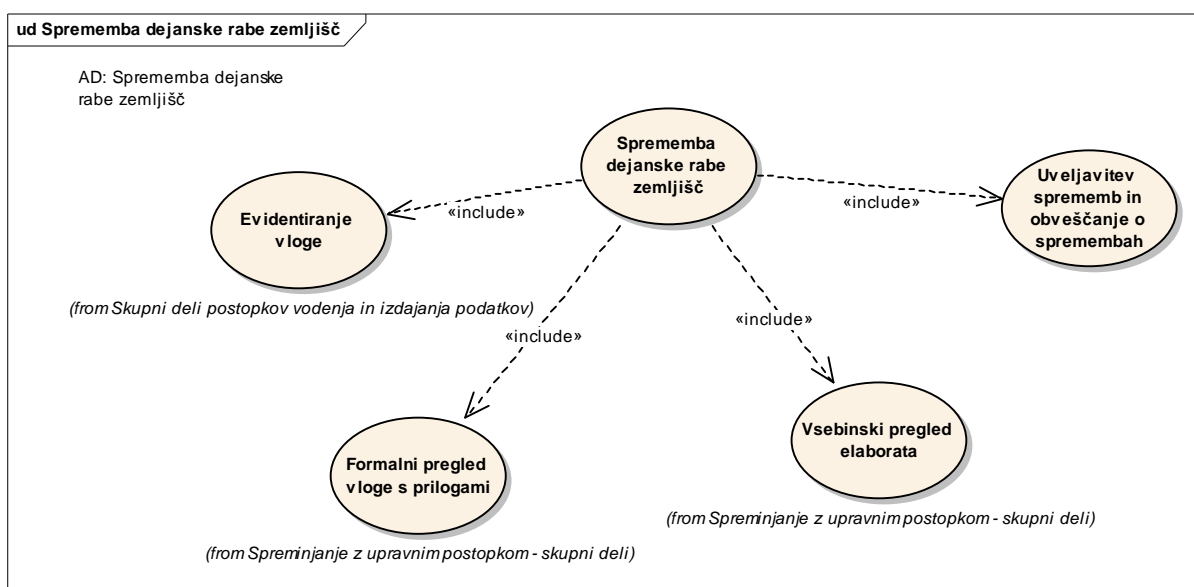 ud Sprememba dejanske rabe zemljišč
AD: Sprememba dejanske
rabe zemljišč
Sprememba
dejanske rabe
zemljišč
Uveljavitev
sprememb in
obveščanje o
spremembah
«include»
«include»
Evidentiranje
vloge
(from Skupni deli postopkov vodenja in izdajanja podatkov)
«include»
«include»
Vsebinski pregled
elaborata
Formalni pregled
vloge s prilogami
(from Spreminjanje z upravnim postopkom - skupni deli)
(from Spreminjanje z upravnim postopkom - skupni deli)